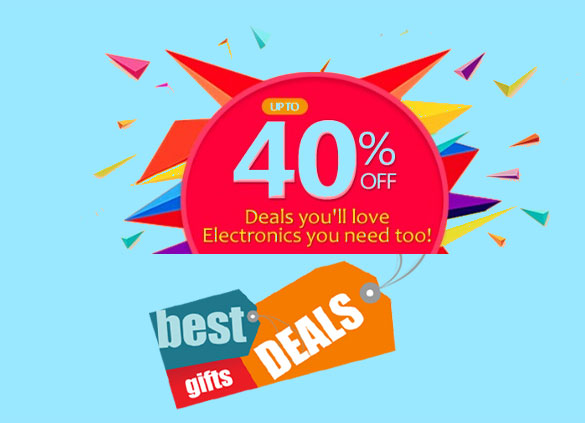 UP TO
40% OFF
Deals you'll love
Electronics you need too!
best
DEALS
gifts